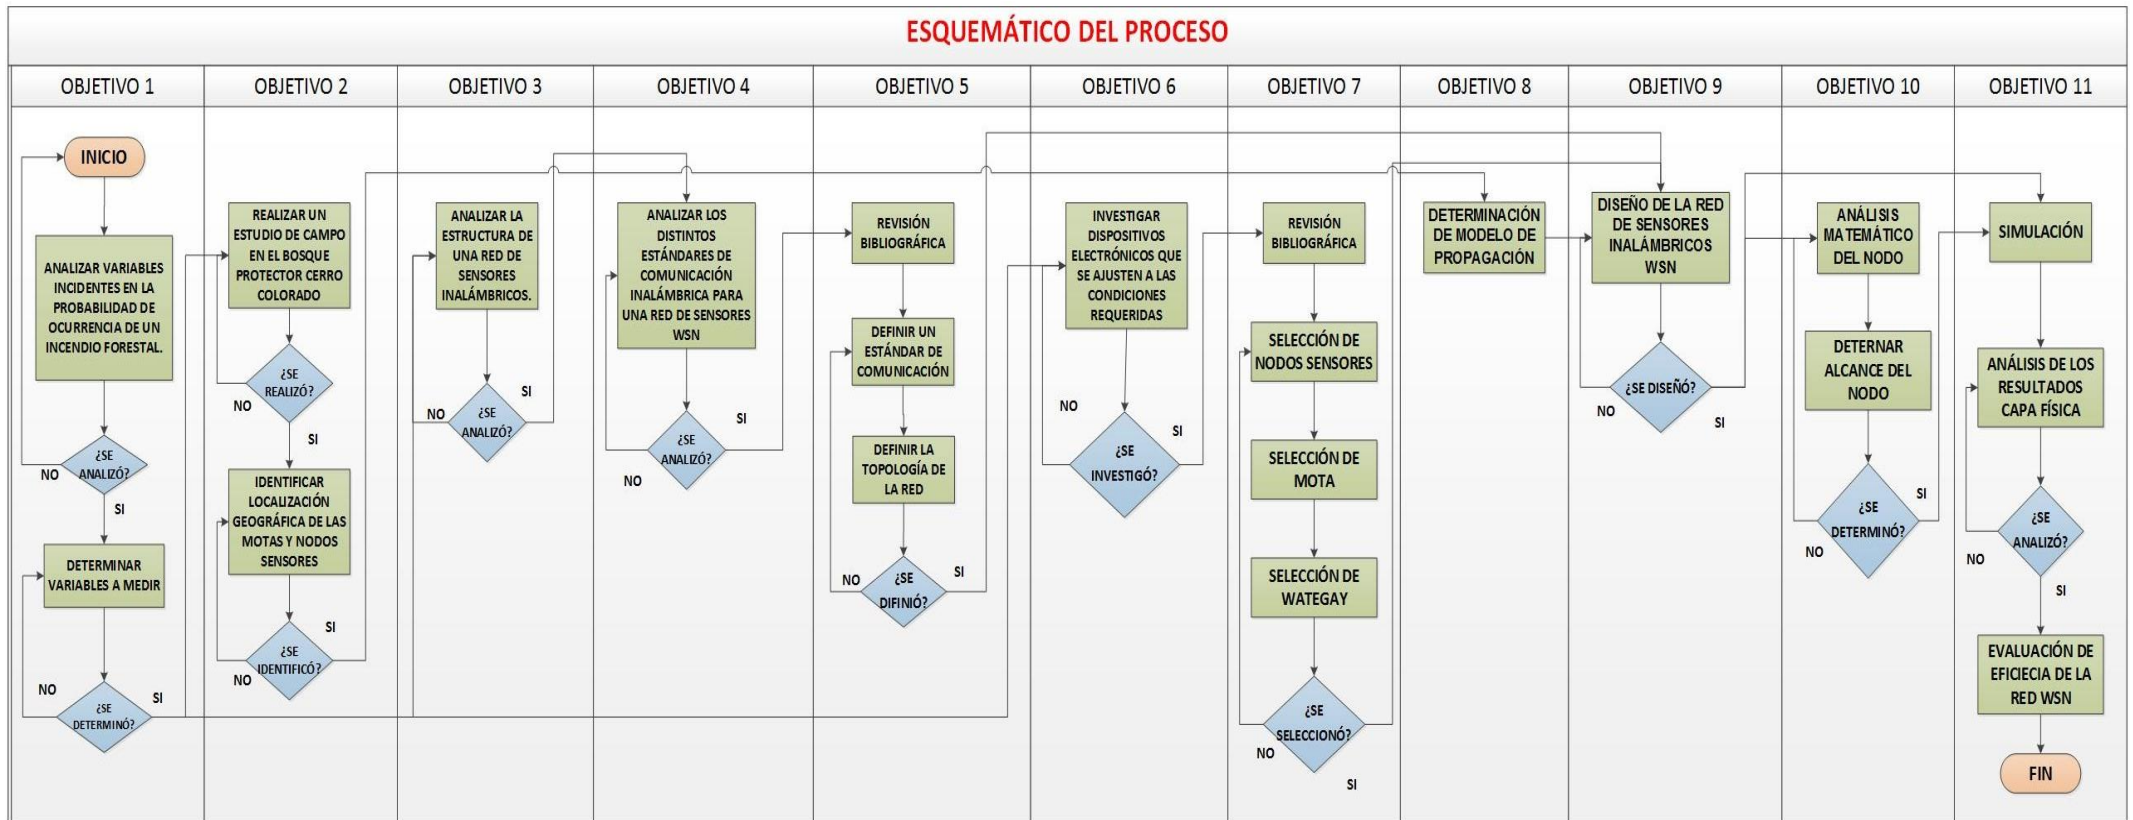 ESQUEMÁTICO DEL PROCESO
OBJETIVO 1
OBJETIVO 2
OBJETIVO 3
OBJETIVO 4
OBJETIVO 5
OBJETIVO 6
OBJETIVO 7
OBJETIVO 8
OBJETIVO 9
OBJETIVO 10
OBJETIVO 11
INICIO
ANALIZAR VARIABLES
INCIDENTES EN LA
PROBABILIDAD DE
OCURRENCIA DE UN
INCENDIO FORESTAL.
¿SE
ANALIZÓ?
NO
SI
DETERMINAR
VARIABLES A MEDIR
¿SE
DETERMINÓ?
NO
SI
REALIZAR UN
ESTUDIO DE CAMPO
EN EL BOSQUE
PROTECTOR CERRO
COLORADO
¿SE
REALIZÓ?
NO
SI
IDENTIFICAR
LOCALIZACIÓN
GEOGRÁFICA DE LAS
MOTAS Y NODOS
SENSORES
¿SE
IDENTIFICÓ?
NO
SI
ANALIZAR LA
ESTRUCTURA DE
UNA RED DE
SENSORES
INALÁMBRICOS.
¿SE
ANALIZÓ?
NO
SI
ANALIZAR LOS
DISTINTOS
ESTÁNDARES DE
COMUNICACIÓN
INALÁMBRICA PARA
UNA RED DE SENSORES
WSN
¿SE
ANALIZÓ?
NO
SI
REVISIÓN
BIBLIOGRÁFICA
DEFINIR UN
ESTÁNDAR DE
COMUNICACIÓN
DEFINIR LA
TOPOLOGÍA DE
LA RED
¿SE
DIFINIÓ?
NO
SI
INVESTIGAR
DISPOSITIVOS
ELECTRÓNICOS QUE
SE AJUSTEN A LAS
CONDICIONES
REQUERIDAS
¿SE
INVESTIGÓ?
NO
SI
REVISIÓN
BIBLIOGRÁFICA
SELECCIÓN DE
NODOS SENSORES
SELECCIÓN DE
MOTA
SELECCIÓN DE
WATEGAY
¿SE
SELECCIONÓ?
NO
SI
DETERMINACIÓN
DE MODELO DE
PROPAGACIÓN
DISEÑO DE LA RED
DE SENSORES
INALÁMBRICOS
WSN
¿SE DISEÑÓ?
NO
SI
ANÁLISIS
MATEMÁTICO
DEL NODO
DETERNAR
ALCANCE DEL
NODO
¿SE
DETERMINÓ?
NO
SI
SIMULACIÓN
ANÁLISIS DE LOS
RESULTADOS
CAPA FÍSICA
¿SE
ANALIZÓ?
NO
SI
EVALUACIÓN DE
EFICIECIA DE LA
RED WSN
FIN